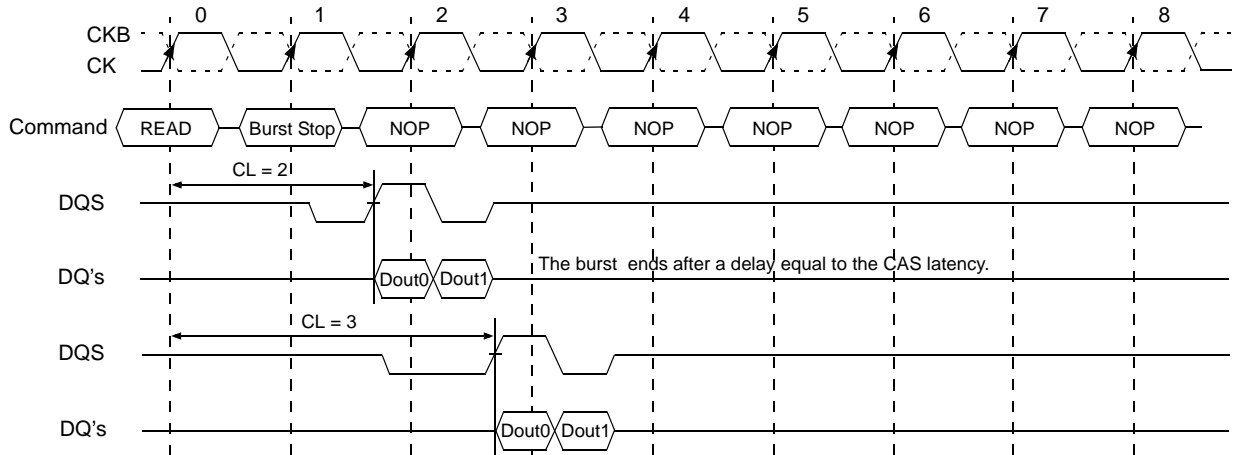 0 1 2 3 4 5 6 7 8
CKB
CK
Command READ Burst Stop NOP NOP NOP NOP NOP NOP NOP
CL = 2
DQS
DQ's Dout0 Dout1 The burst ends after a delay equal to the CAS latency.
CL = 3
DQS
DQ's Dout0 Dout1